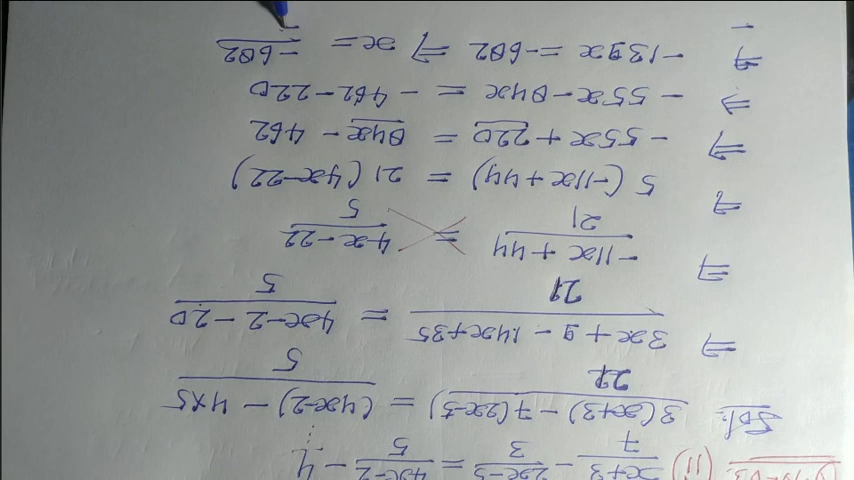 (ii) x+3/7 - 2x-5/3 = 4x-2/5 - 4
Sol: 3(x+3) - 7(2x-5)/21 = (4x-2) - 4×5/5
⇒ 3x+9-14x+35/21 = 4x-2-20/5
⇒ -11x+44/21 = 4x-22/5
⇒ 5(-11x+44) = 21(4x-22)
⇒ -55x+220 = 84x-462
⇒ -55x-84x = -462-220
⇒ -139x = -682 ⇒ x = -682/-